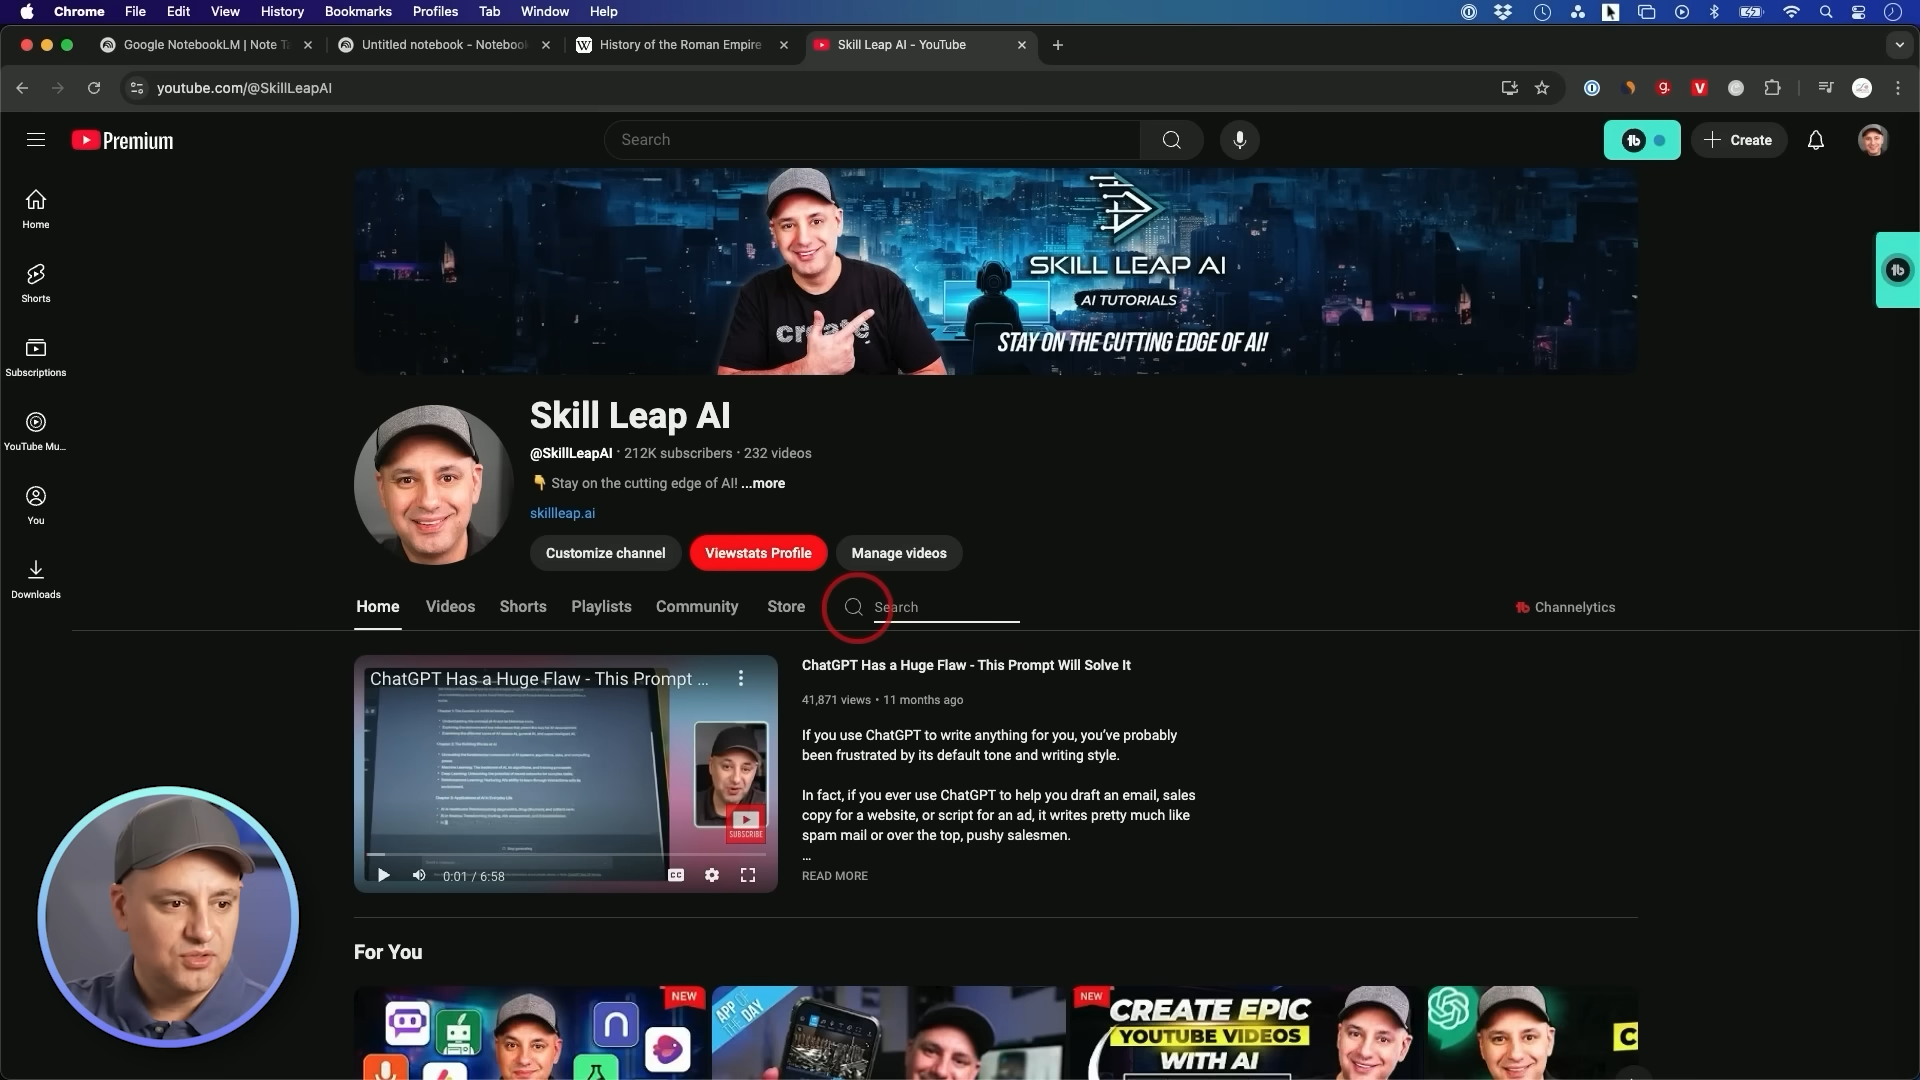 Chrome File Edit View History Bookmarks Profiles Tab Window Help
Google NotebookLM | Note T
Untitled notebook - Notebook
History of the Roman Empire
Skill Leap AI - YouTube
youtube.com/@SkillLeapAI
Premium
Search
Create
Home
Shorts
Subscriptions
YouTube Mu...
You
Downloads
create
SKILL LEAP AI
AI TUTORIALS
STAY ON THE CUTTING EDGE OF AI!
Skill Leap AI
@SkillLeapAI · 212K subscribers · 232 videos
👇 Stay on the cutting edge of AI! ...more
skillleap.ai
Customize channel
Viewstats Profile
Manage videos
Home Videos Shorts Playlists Community Store Search
Channelytics
ChatGPT Has a Huge Flaw - This Prompt ...
SUBSCRIBE
0:01 / 6:58
CC
ChatGPT Has a Huge Flaw - This Prompt Will Solve It
41,871 views • 11 months ago
If you use ChatGPT to write anything for you, you've probably
been frustrated by its default tone and writing style.
In fact, if you ever use ChatGPT to help you draft an email, sales
copy for a website, or script for an ad, it writes pretty much like
spam mail or over the top, pushy salesmen.
...
READ MORE
For You
NEW
APP OF
THE DAY
NEW
CREATE EPIC
YOUTUBE VIDEOS
WITH AI
C